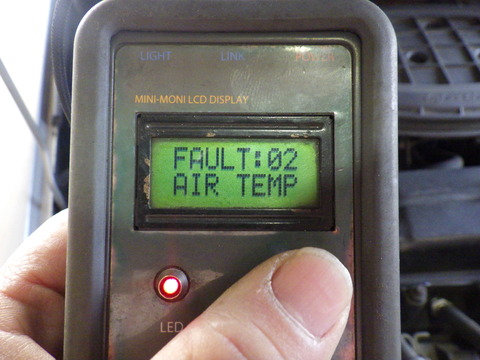 LIGHT LINK POWER
MINI-MONI LCD DISPLAY
FAULT:02
AIR TEMP
LED